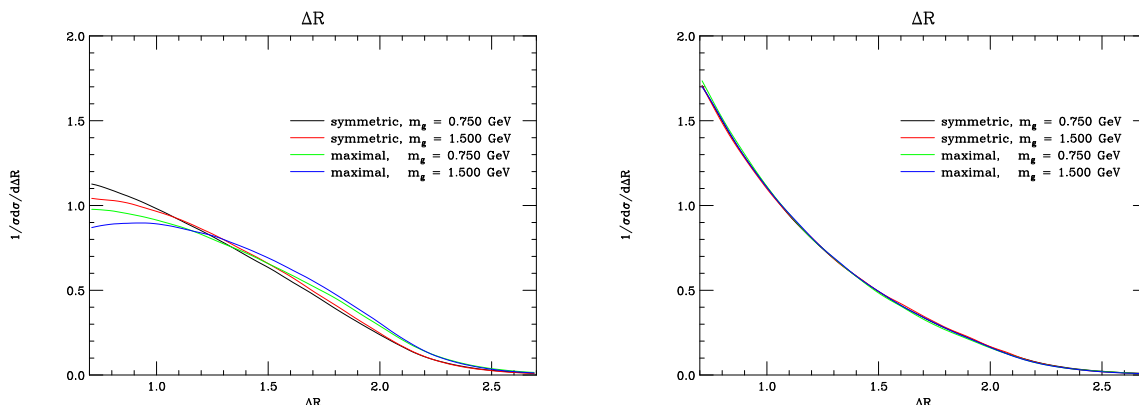 ΔR
2.0
1.5
1.0
0.5
0.0
1/σdσ/dΔR
symmetric, m_g = 0.750 GeV
symmetric, m_g = 1.500 GeV
maximal, m_g = 0.750 GeV
maximal, m_g = 1.500 GeV
1.0 1.5 2.0 2.5
ΔR
ΔR
2.0
1.5
1.0
0.5
0.0
1/σdσ/dΔR
symmetric, m_g = 0.750 GeV
symmetric, m_g = 1.500 GeV
maximal, m_g = 0.750 GeV
maximal, m_g = 1.500 GeV
1.0 1.5 2.0 2.5
ΔR